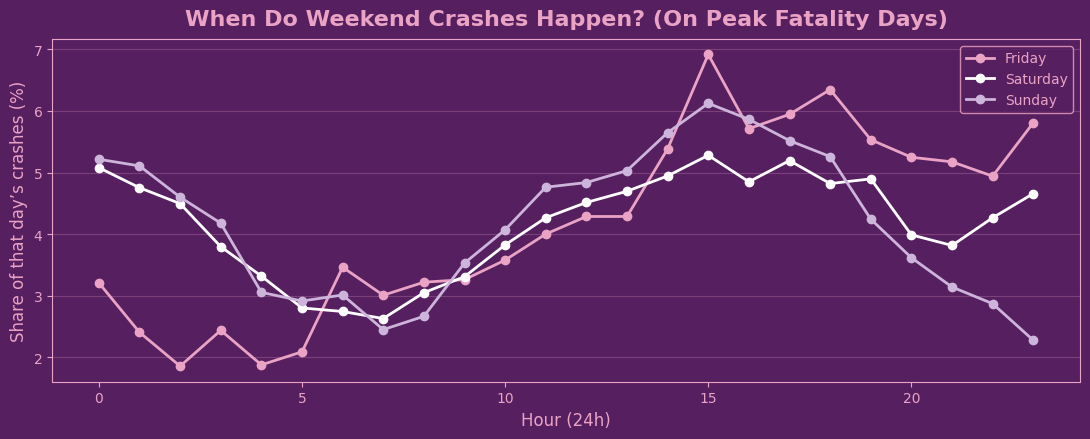 When Do Weekend Crashes Happen? (On Peak Fatality Days)
Share of that day’s crashes (%)
7
6
5
4
3
2
Friday
Saturday
Sunday
0
5
10
15
20
Hour (24h)